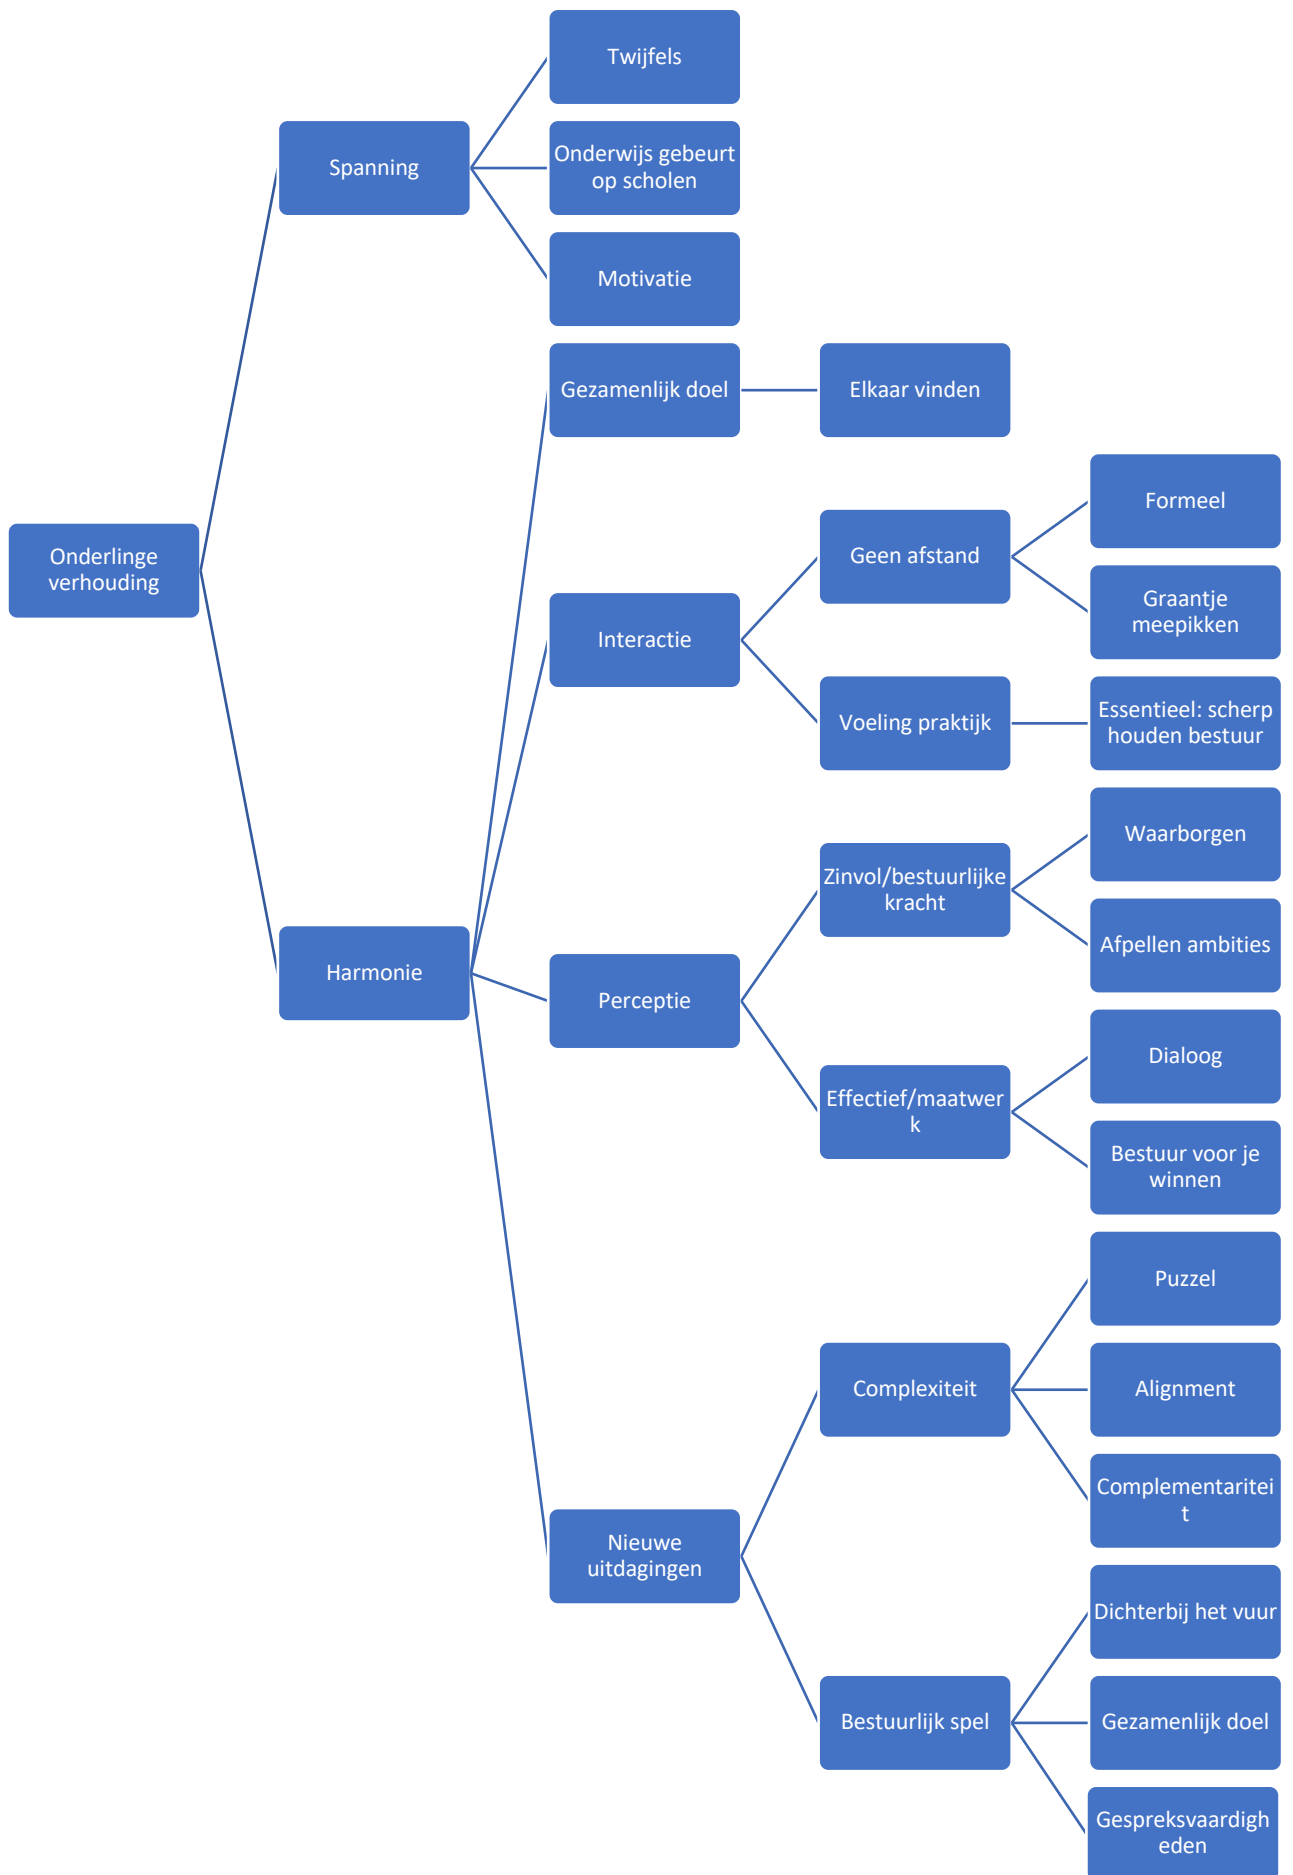 Twijfels
Spanning
Onderwijs gebeurt
op scholen
Motivatie
Gezamenlijk doel
Elkaar vinden
Onderlinge
verhouding
Formeel
Geen afstand
Graantje
meepikken
Interactie
Voeling praktijk
Essentieel: scherp
houden bestuur
Harmonie
Waarborgen
Zinvol/bestuurlijke
kracht
Afpellen ambities
Perceptie
Dialoog
Effectief/maatwer
k
Bestuur voor je
winnen
Puzzel
Complexiteit
Alignment
Complementaritei
t
Nieuwe
uitdagingen
Dichterbij het vuur
Bestuurlijk spel
Gezamenlijk doel
Gespreksvaardigh
eden